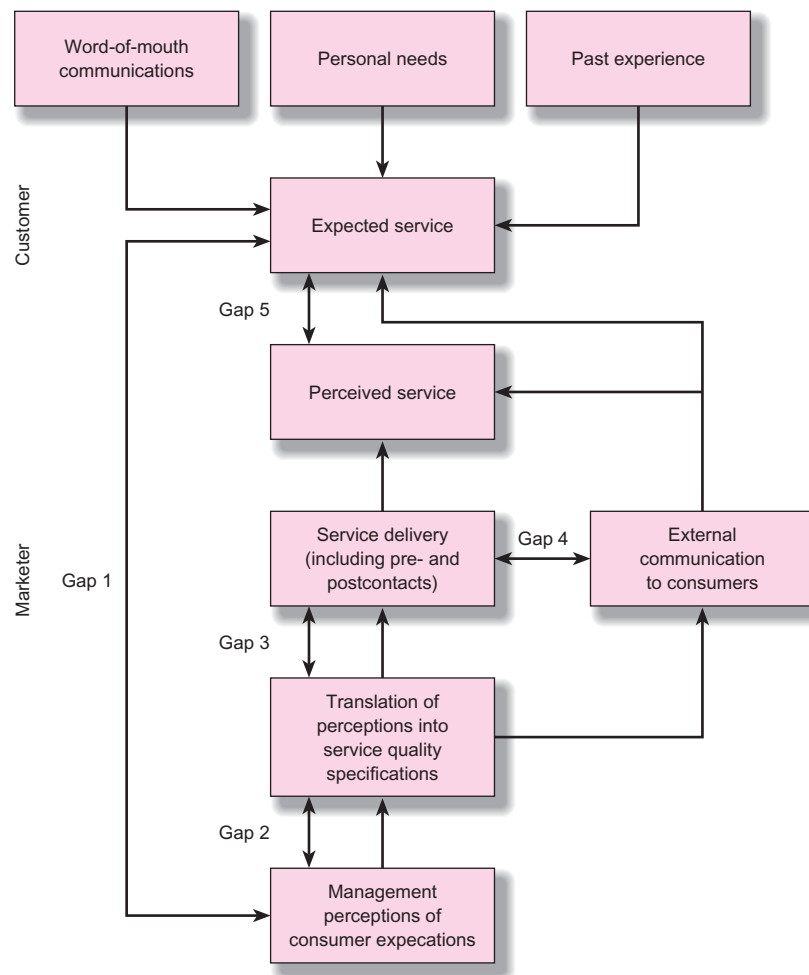 Word-of-mouth
communications
Personal needs
Past experience
Customer
Expected service
Gap 5
Perceived service
Marketer
Gap 1
Service delivery
(including pre- and
postcontacts)
Gap 4
External
communication
to consumers
Gap 3
Translation of
perceptions into
service quality
specifications
Gap 2
Management
perceptions of
consumer expecations